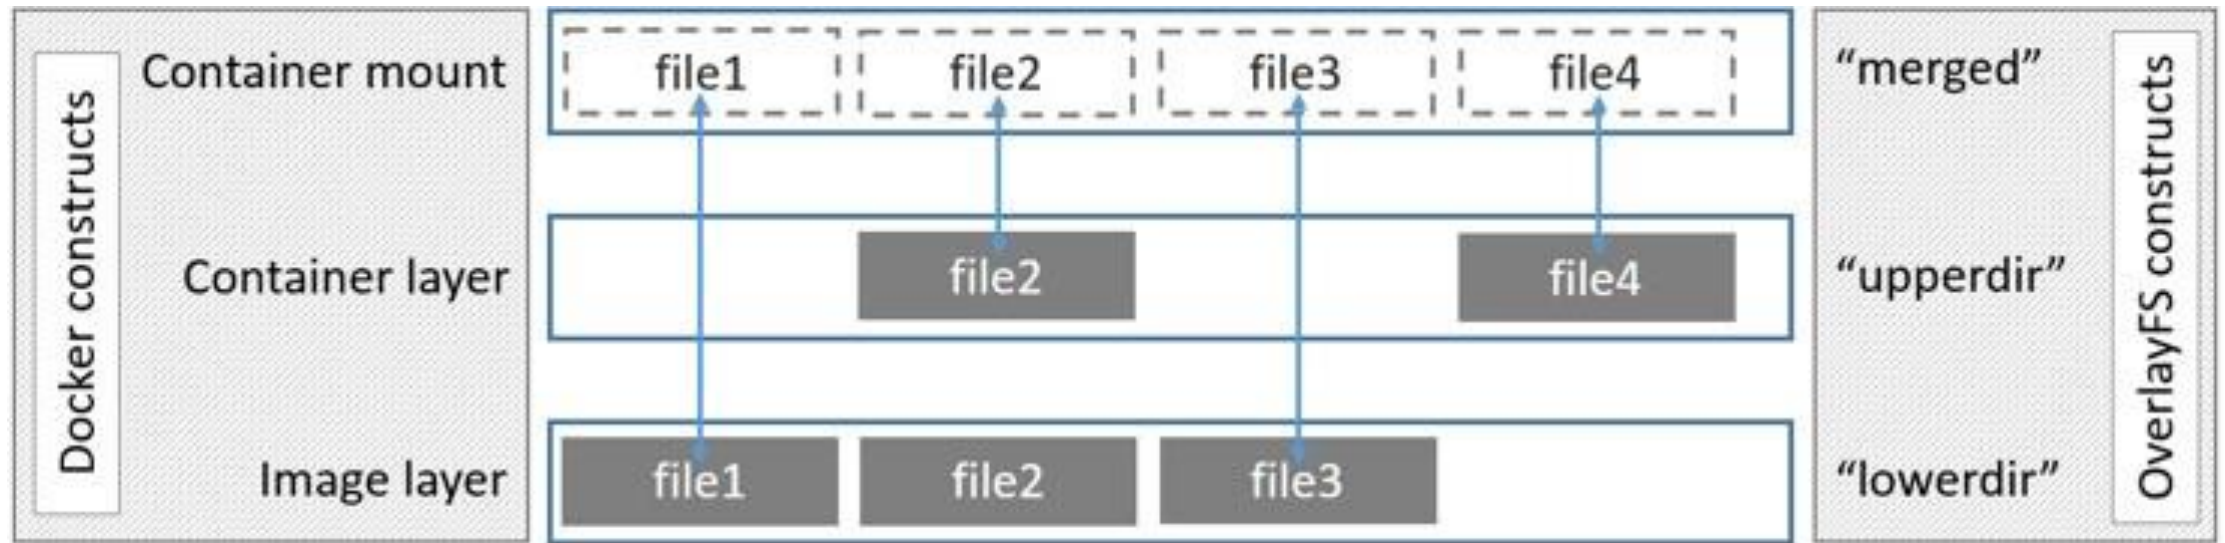 Docker constructs
Container mount
file1
file2
file3
file4
“merged”
Container layer
file2
file4
“upperdir”
Image layer
file1
file2
file3
“lowerdir”
OverlayFS constructs